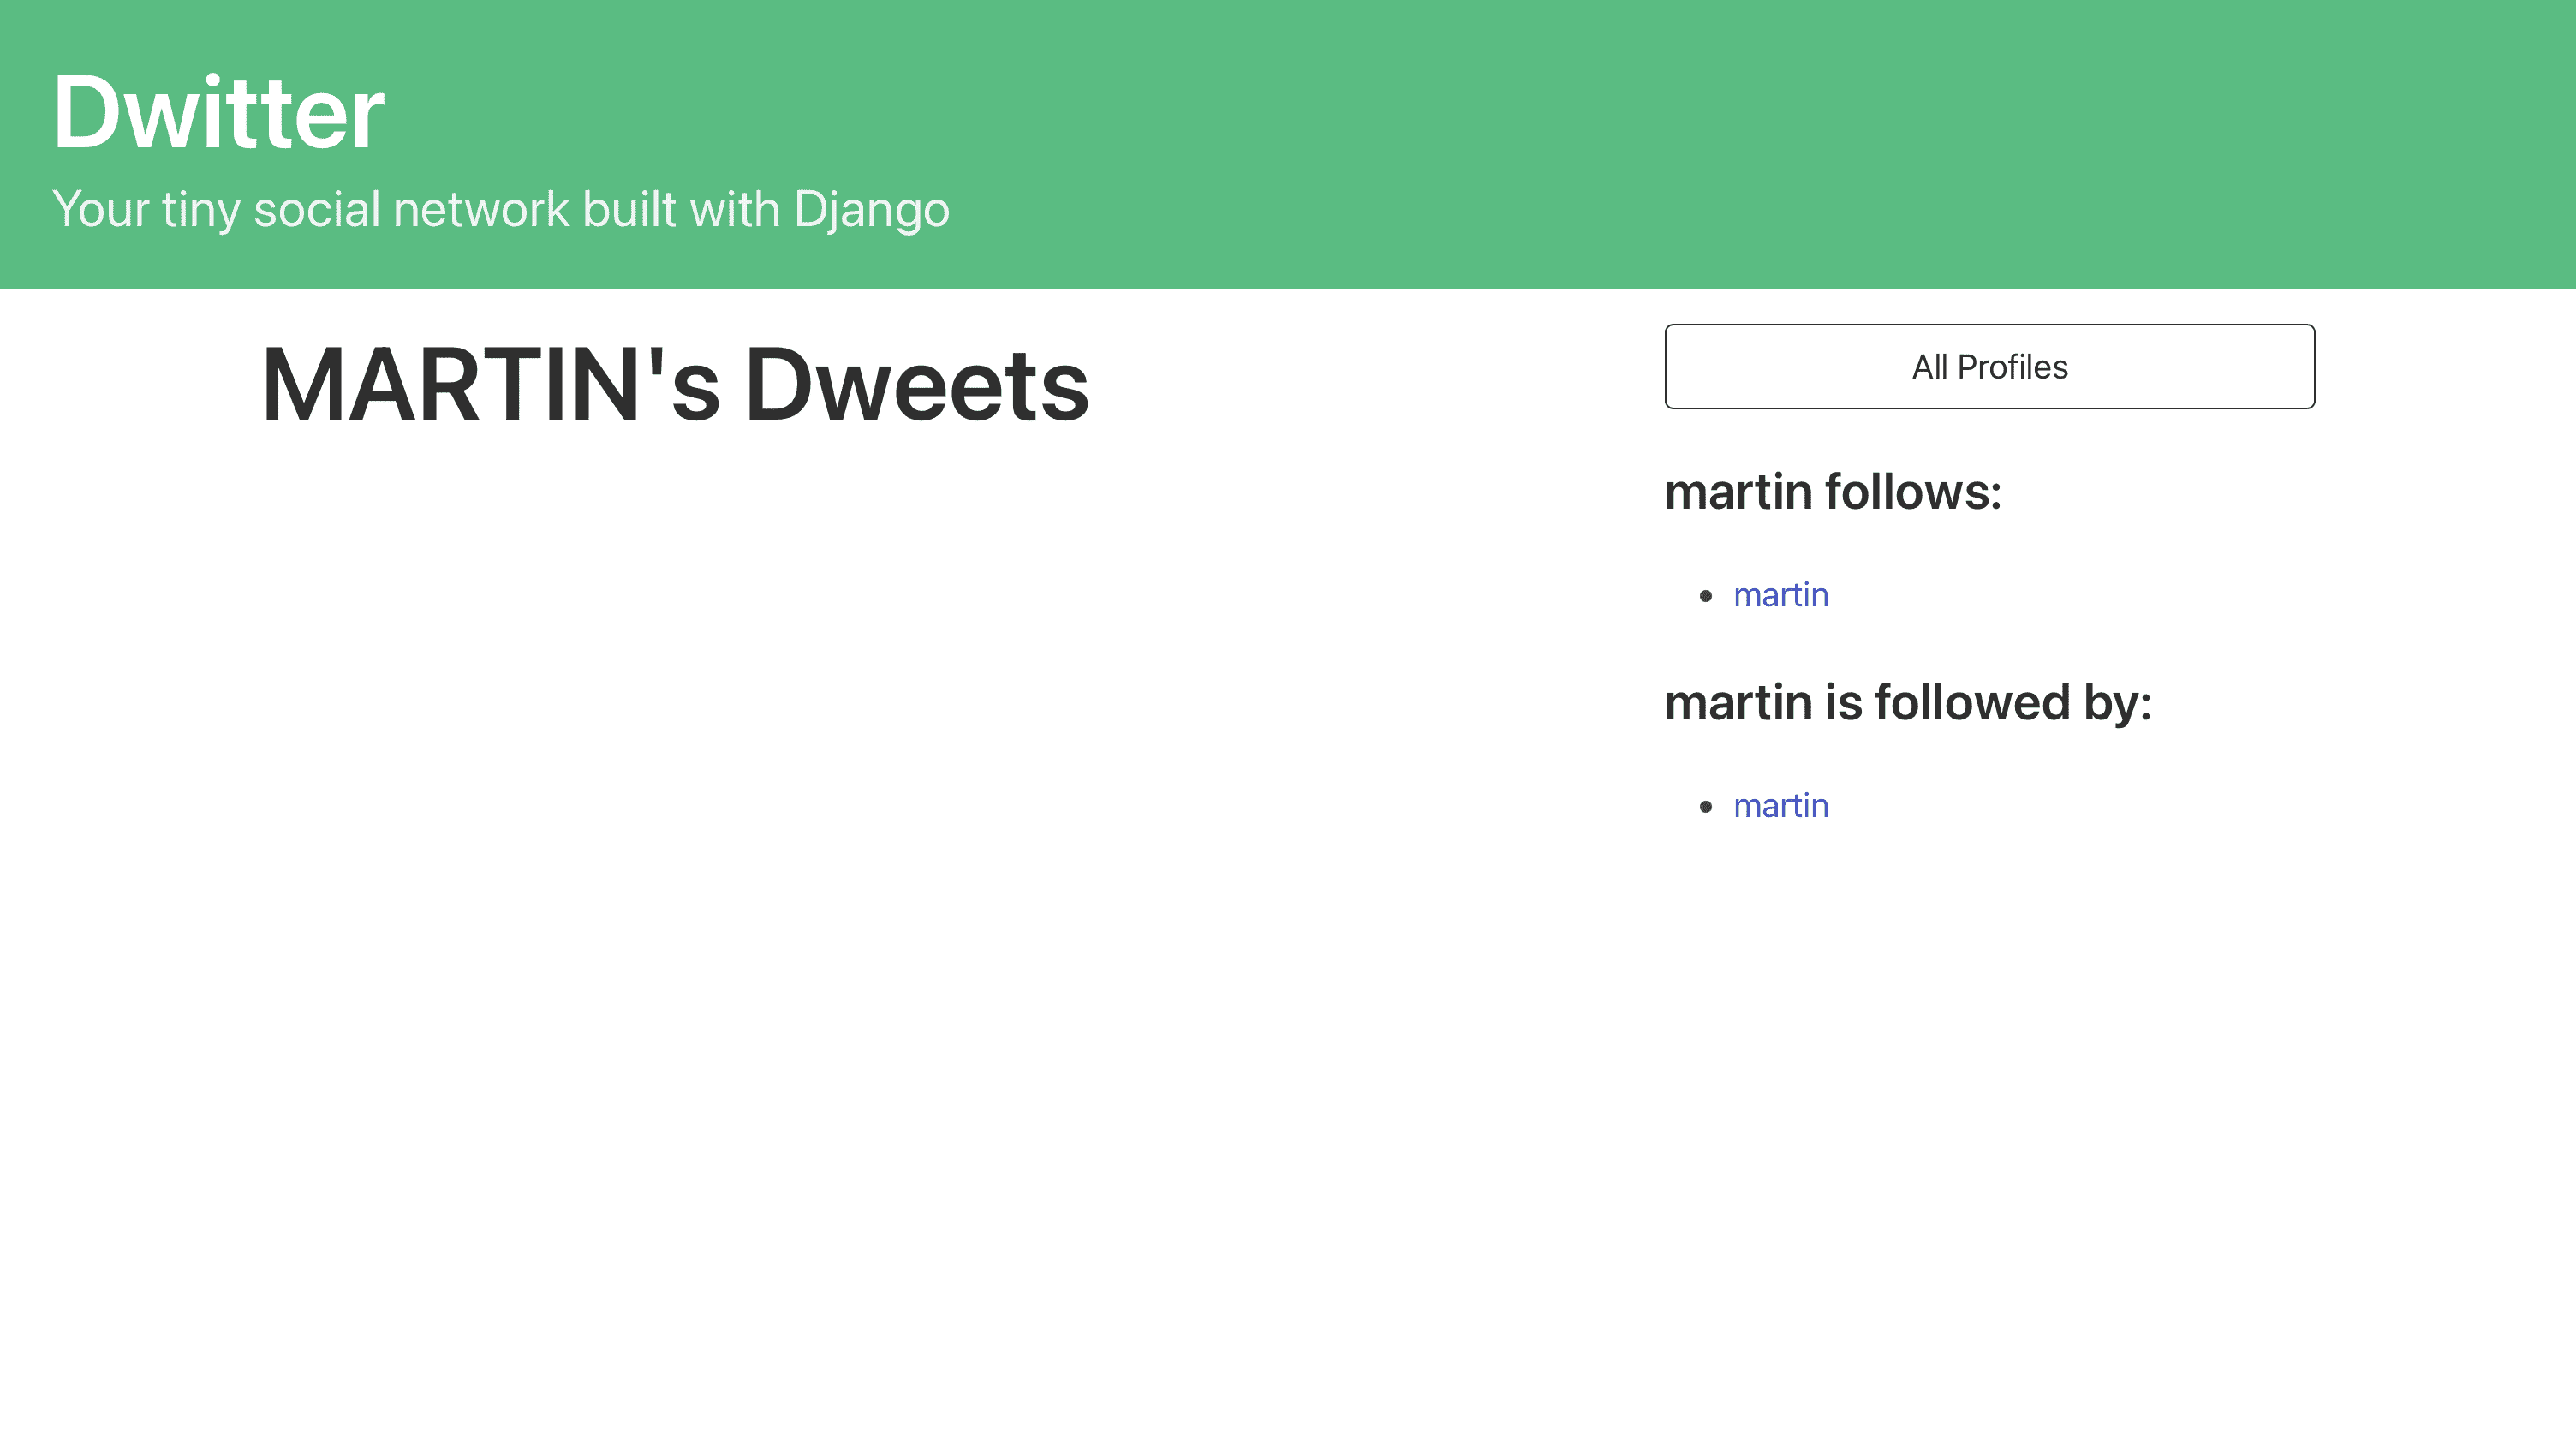 Dwitter
Your tiny social network built with Django
MARTIN's Dweets
All Profiles
martin follows:
martin
martin is followed by:
martin